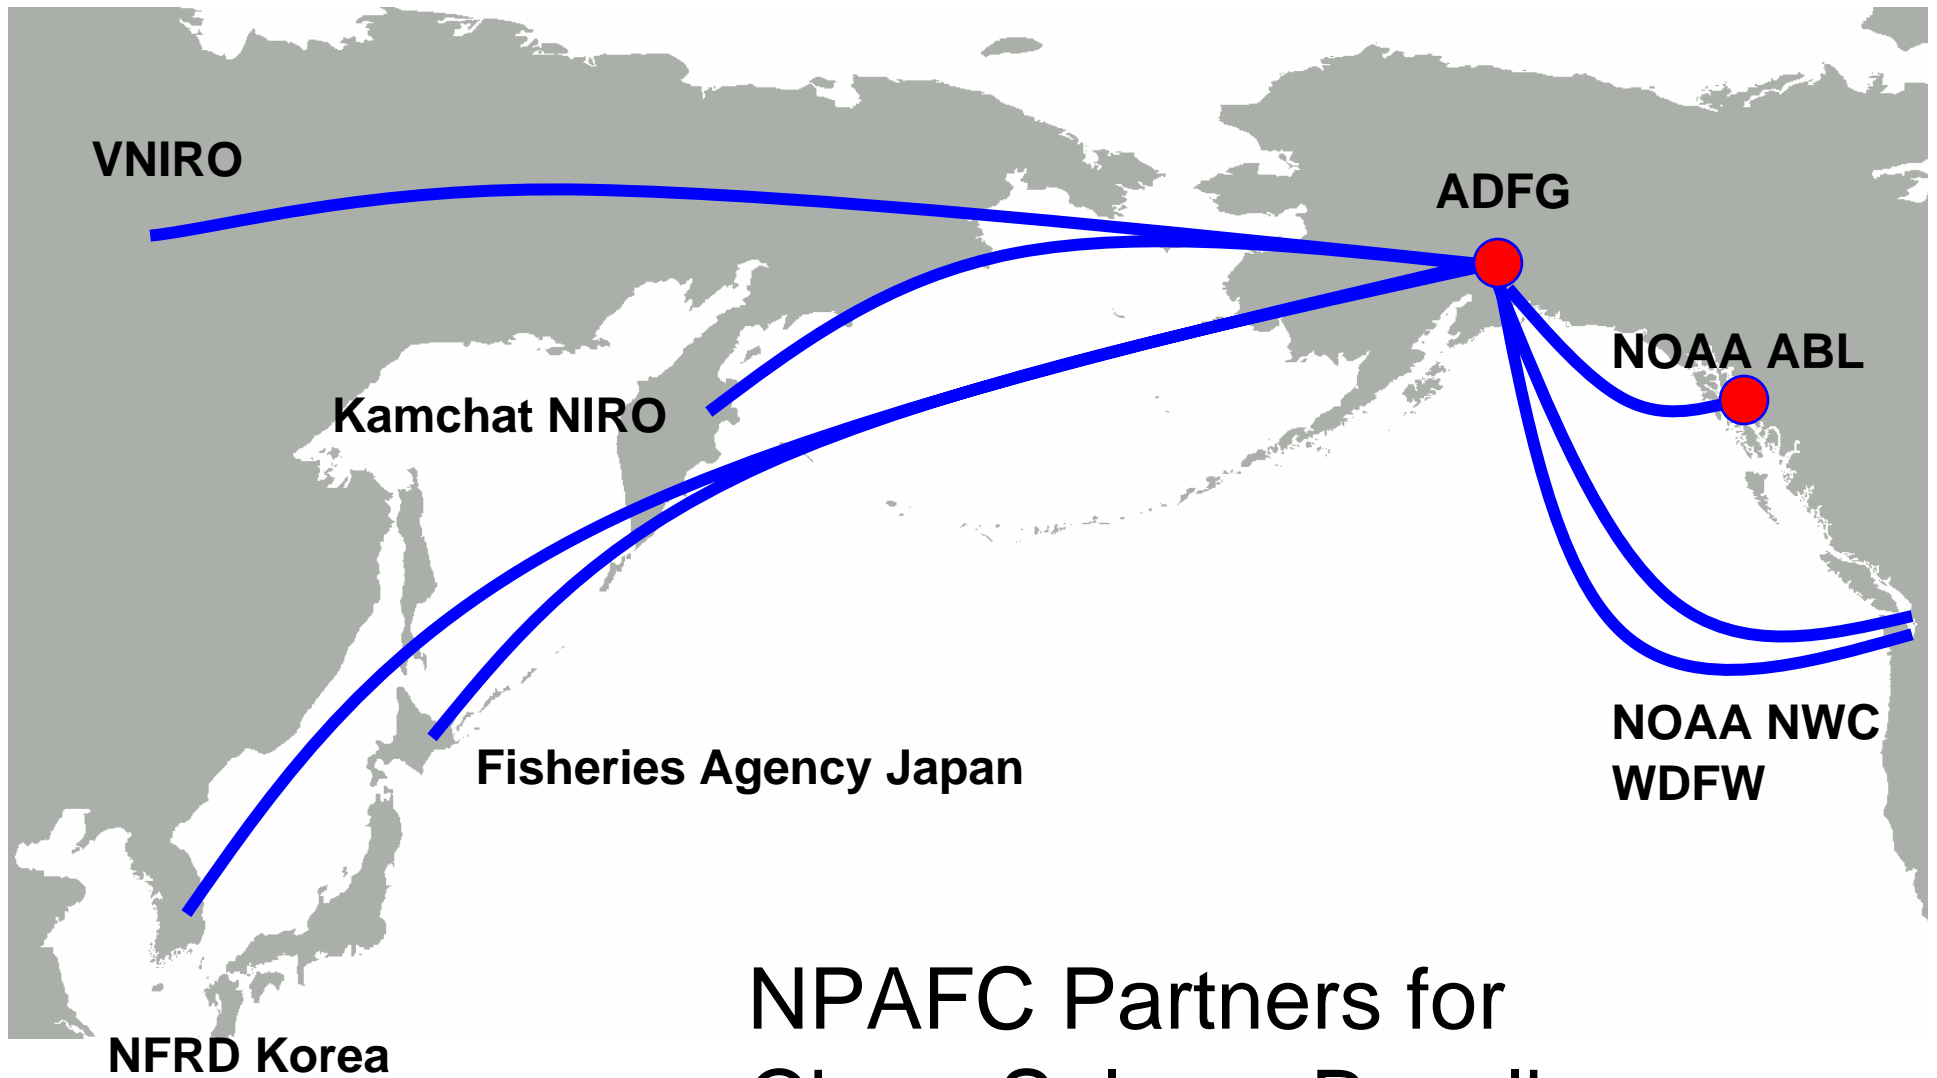 VNIRO
ADFG
NOAA ABL
Kamchat NIRO
NOAA NWC
WDFW
Fisheries Agency Japan
NPAFC Partners for
NFRD Korea